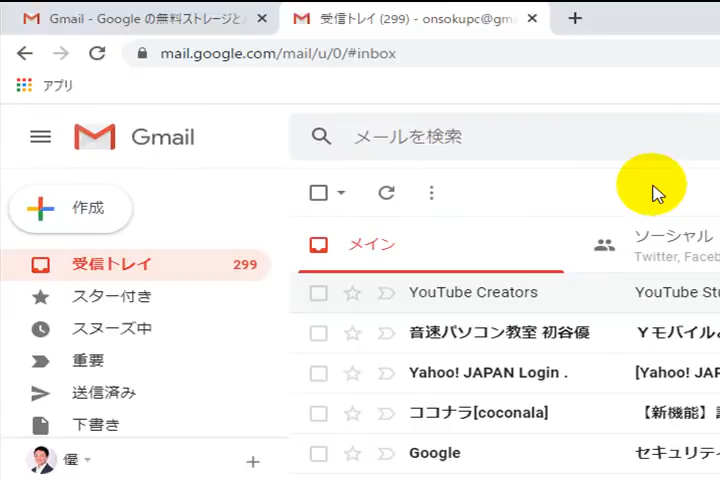 Gmail - Google の無料ストレージと
受信トレイ (299) - onsokupc@gm
mail.google.com/mail/u/0/#inbox
アプリ
Gmail
メールを検索
作成
メイン
ソーシャル
Twitter, Faceb
受信トレイ 299
スター付き
スヌーズ中
重要
送信済み
下書き
優
YouTube Creators YouTube Stu
音速パソコン教室 初谷優 Ｙモバイル
Yahoo! JAPAN Login . [Yahoo! JAP
ココナラ[coconala] 【新機能】
Google セキュリティ